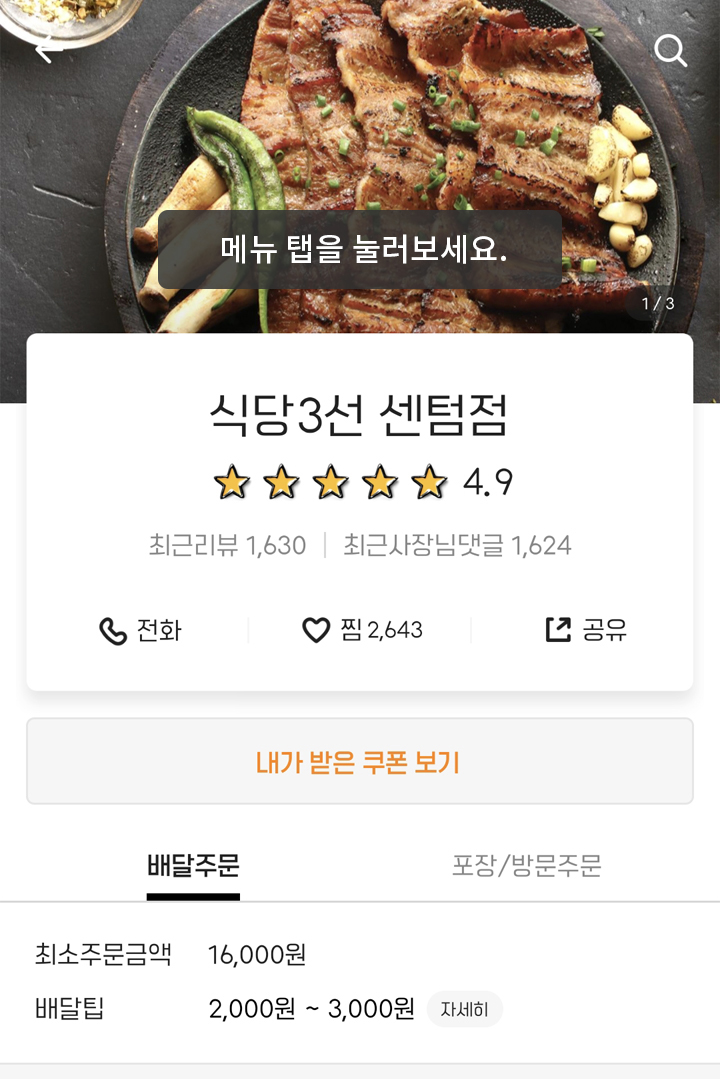 메뉴 탭을 눌러보세요.
1 / 3
식당3선 센텀점
4.9
최근리뷰 1,630 | 최근사장님댓글 1,624
전화
찜 2,643
공유
내가 받은 쿠폰 보기
배달주문
포장/방문주문
최소주문금액 16,000원
배달팁 2,000원 ~ 3,000원 자세히